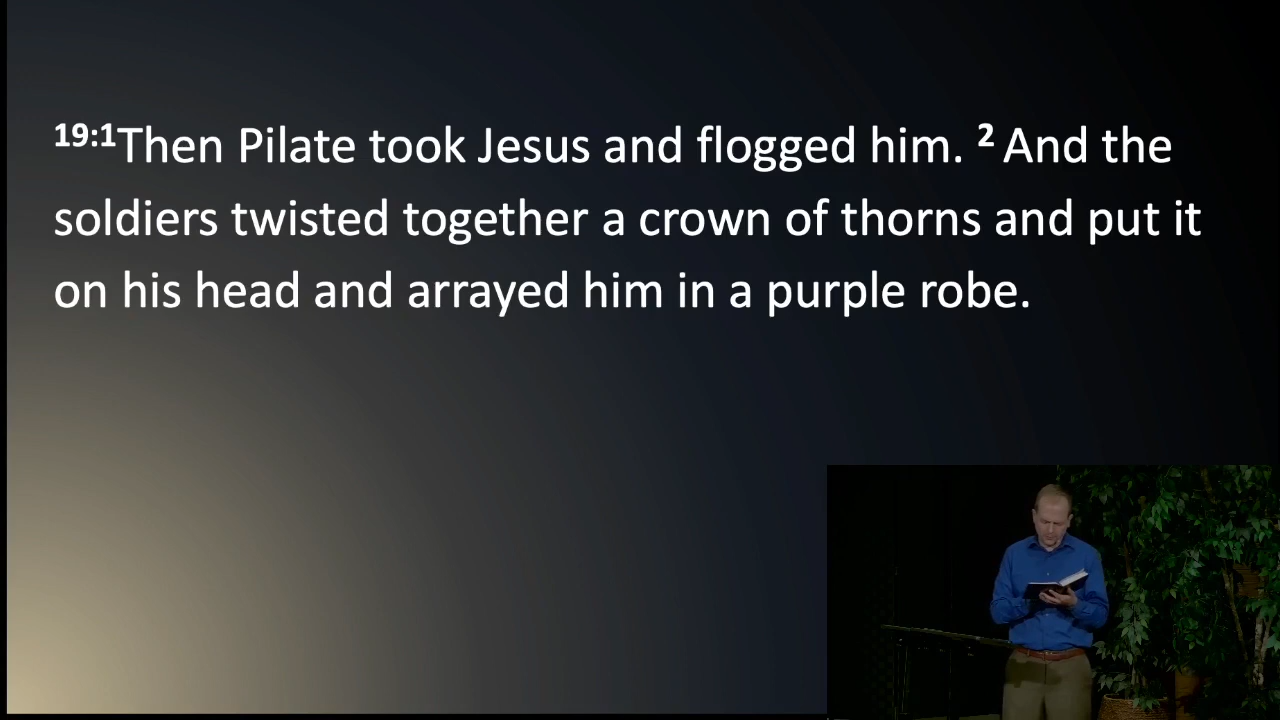 19:1Then Pilate took Jesus and flogged him. 2 And the
soldiers twisted together a crown of thorns and put it
on his head and arrayed him in a purple robe.